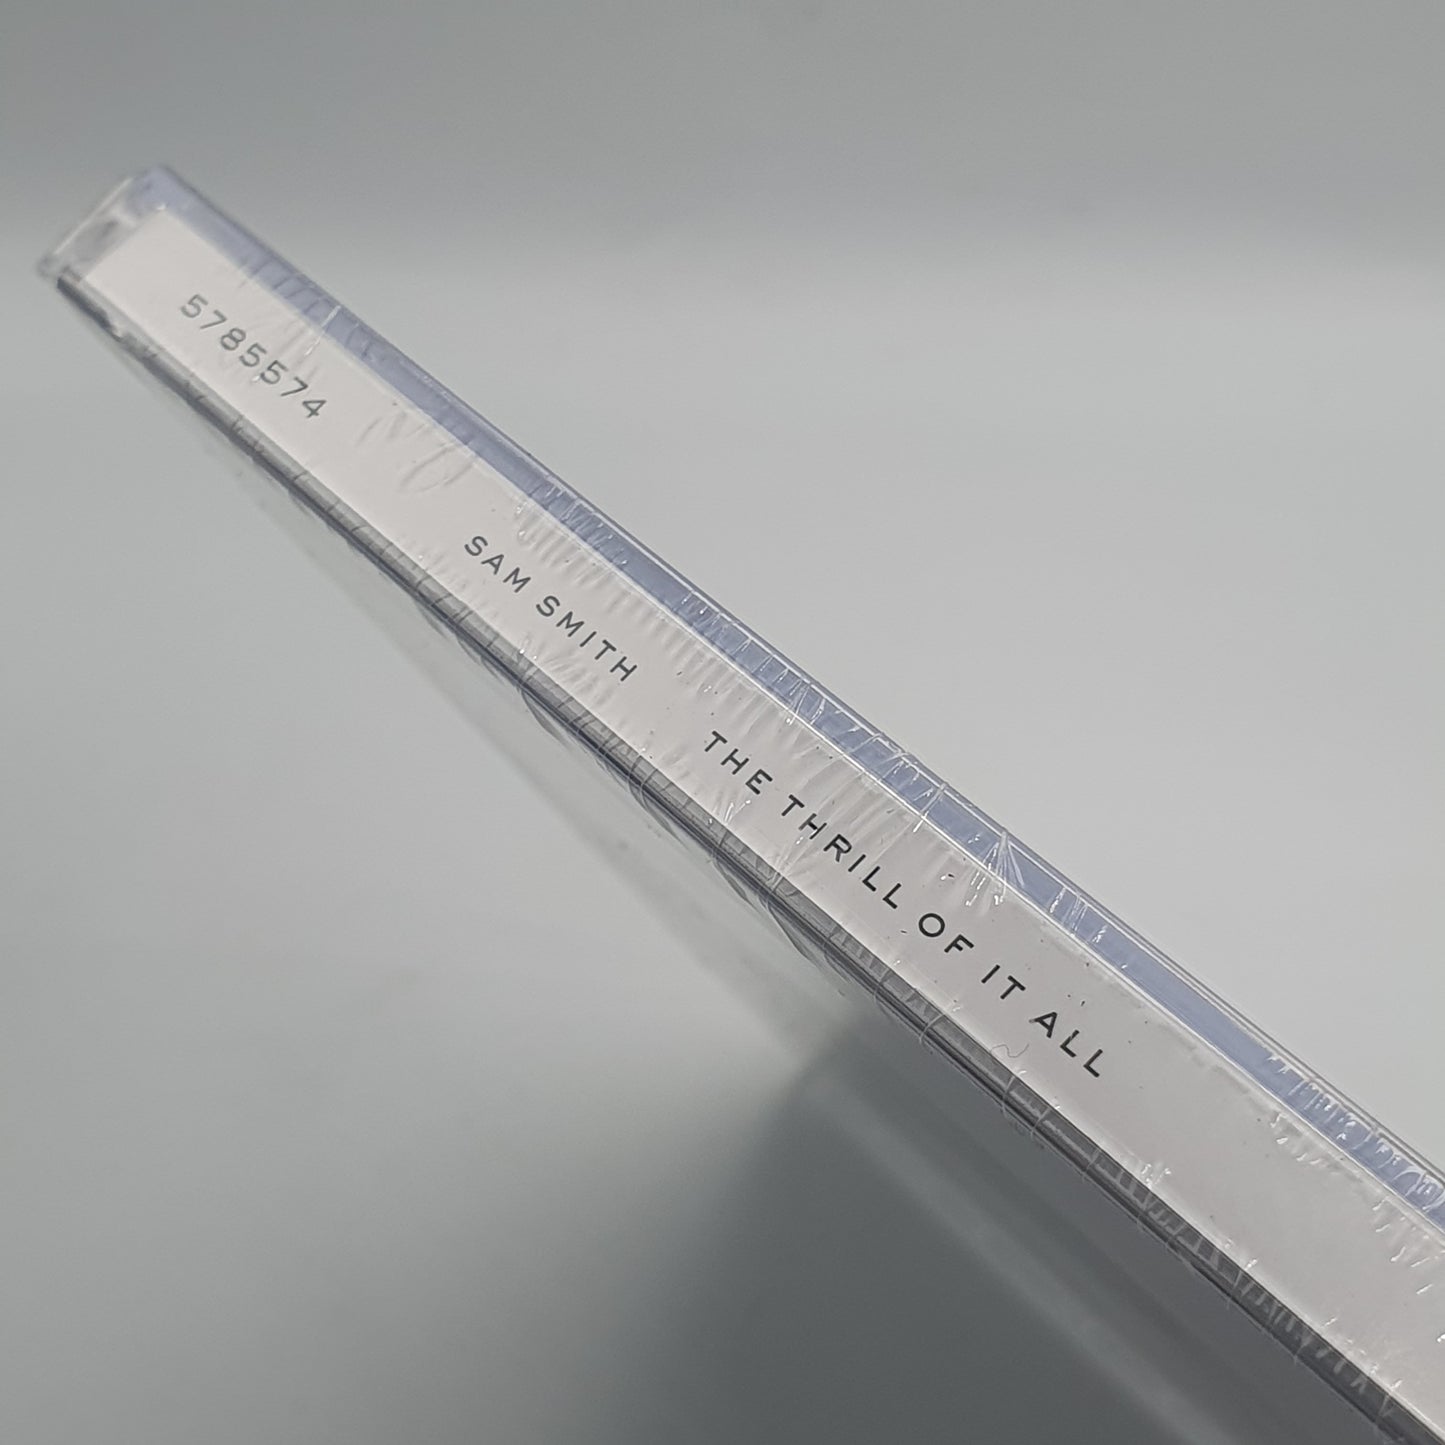 5785574 SAM SMITH THE THRILL OF IT ALL